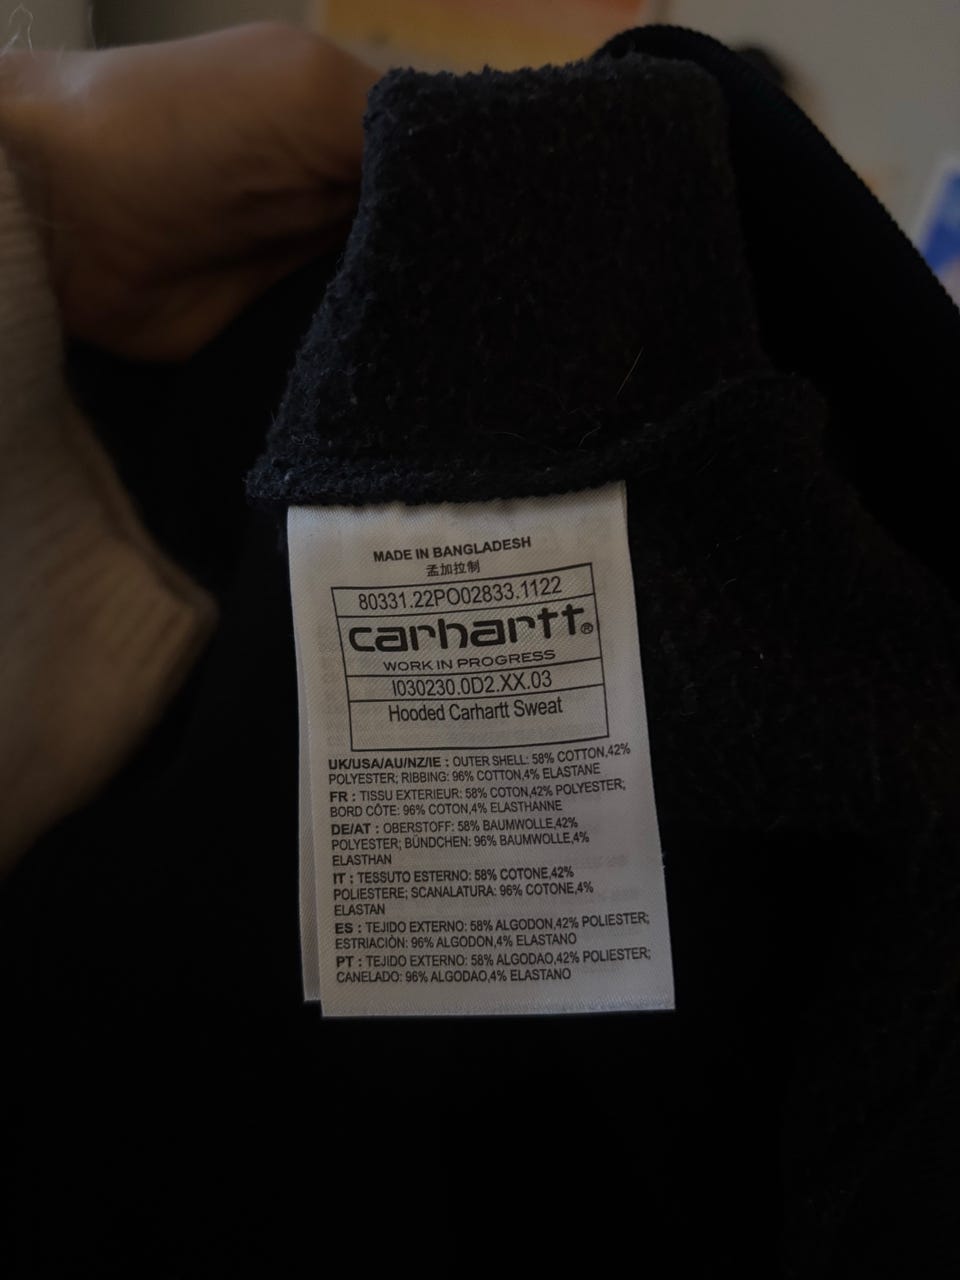 MADE IN BANGLADESH
孟加拉制
80331.22PO02833.1122
carhartt®
WORK IN PROGRESS
I030230.0D2.XX.03
Hooded Carhartt Sweat
UK/USA/AU/NZ/IE : OUTER SHELL: 58% COTTON,42%
POLYESTER; RIBBING: 96% COTTON,4% ELASTANE
FR : TISSU EXTERIEUR: 58% COTON,42% POLYESTER;
BORD CÔTE: 96% COTON,4% ELASTHANNE
DE/AT : OBERSTOFF: 58% BAUMWOLLE,42%
POLYESTER; BÜNDCHEN: 96% BAUMWOLLE,4%
ELASTHAN
IT : TESSUTO ESTERNO: 58% COTONE,42%
POLIESTERE; SCANALATURA: 96% COTONE,4%
ELASTAN
ES : TEJIDO EXTERNO: 58% ALGODON,42% POLIESTER;
ESTRIACIÓN: 96% ALGODON,4% ELASTANO
PT : TEJIDO EXTERNO: 58% ALGODAO,42% POLIESTER;
CANELADO: 96% ALGODAO,4% ELASTANO